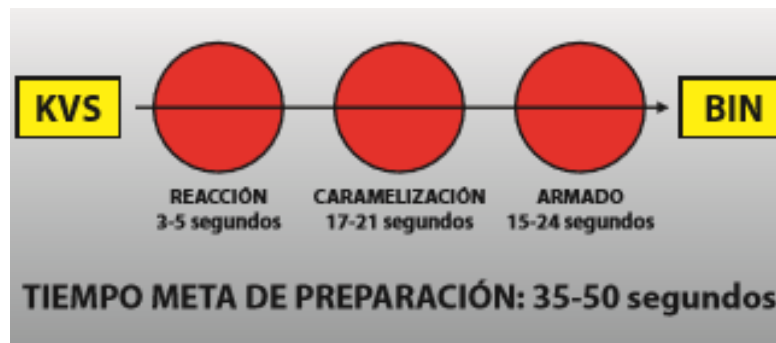 KVS
BIN
REACCIÓN
3-5 segundos
CARAMELIZACIÓN
17-21 segundos
ARMADO
15-24 segundos
TIEMPO META DE PREPARACIÓN: 35-50 segundos